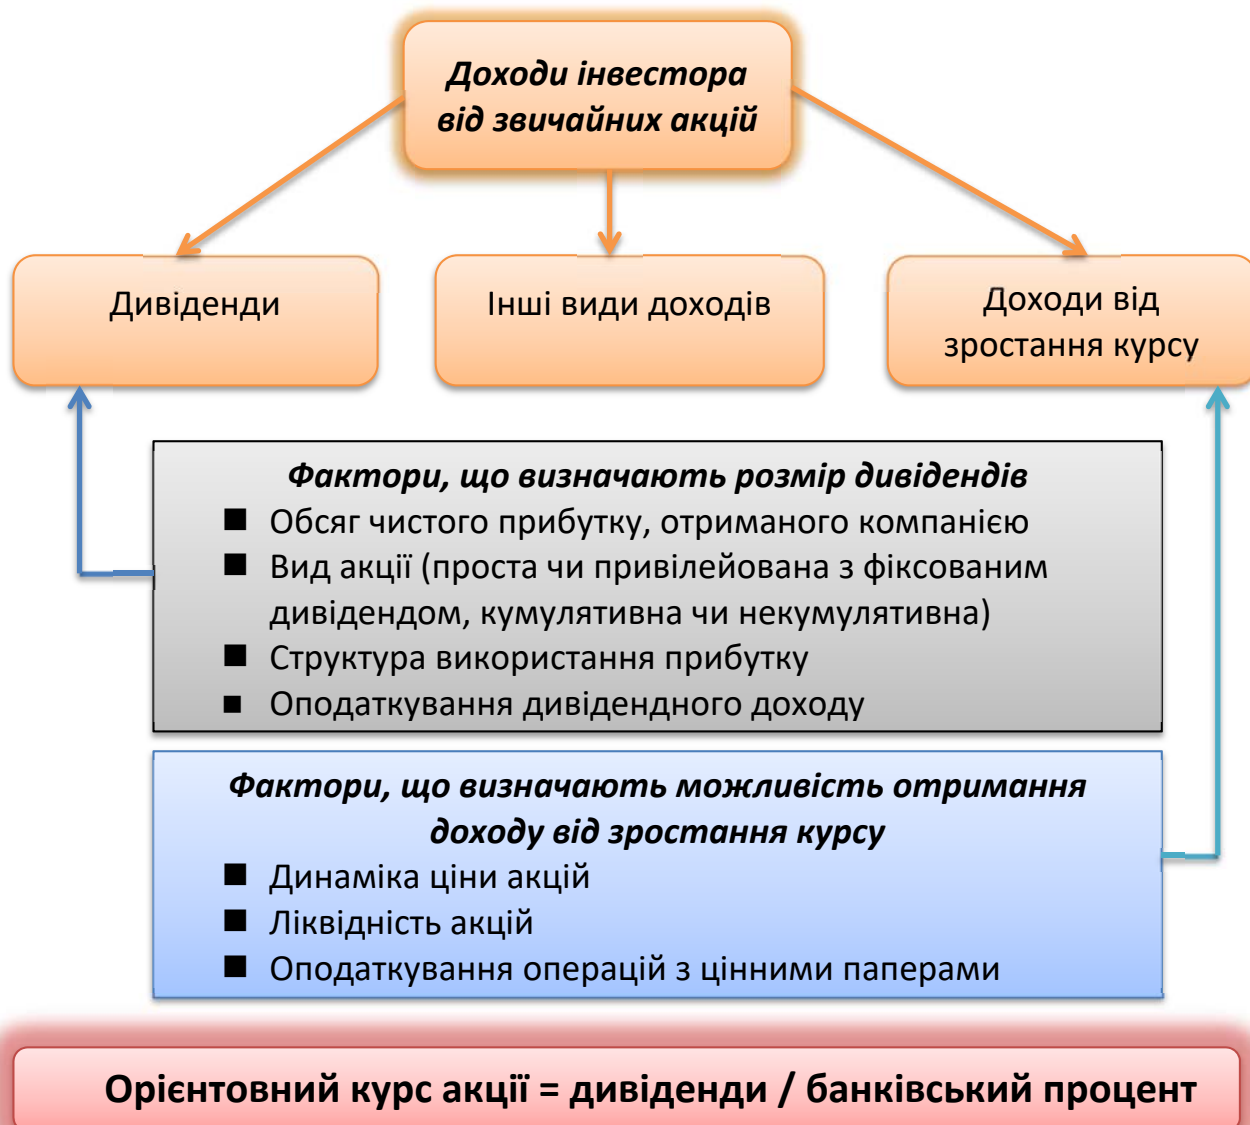 Доходи інвестора
від звичайних акцій
Дивіденди
Інші види доходів
Доходи від
зростання курсу
Фактори, що визначають розмір дивідендів
■ Обсяг чистого прибутку, отриманого компанією
■ Вид акції (проста чи привілейована з фіксованим
дивідендом, кумулятивна чи некумулятивна)
■ Структура використання прибутку
■ Оподаткування дивідендного доходу
Фактори, що визначають можливість отримання
доходу від зростання курсу
■ Динаміка ціни акцій
■ Ліквідність акцій
■ Оподаткування операцій з цінними паперами
Орієнтовний курс акції = дивіденди / банківський процент